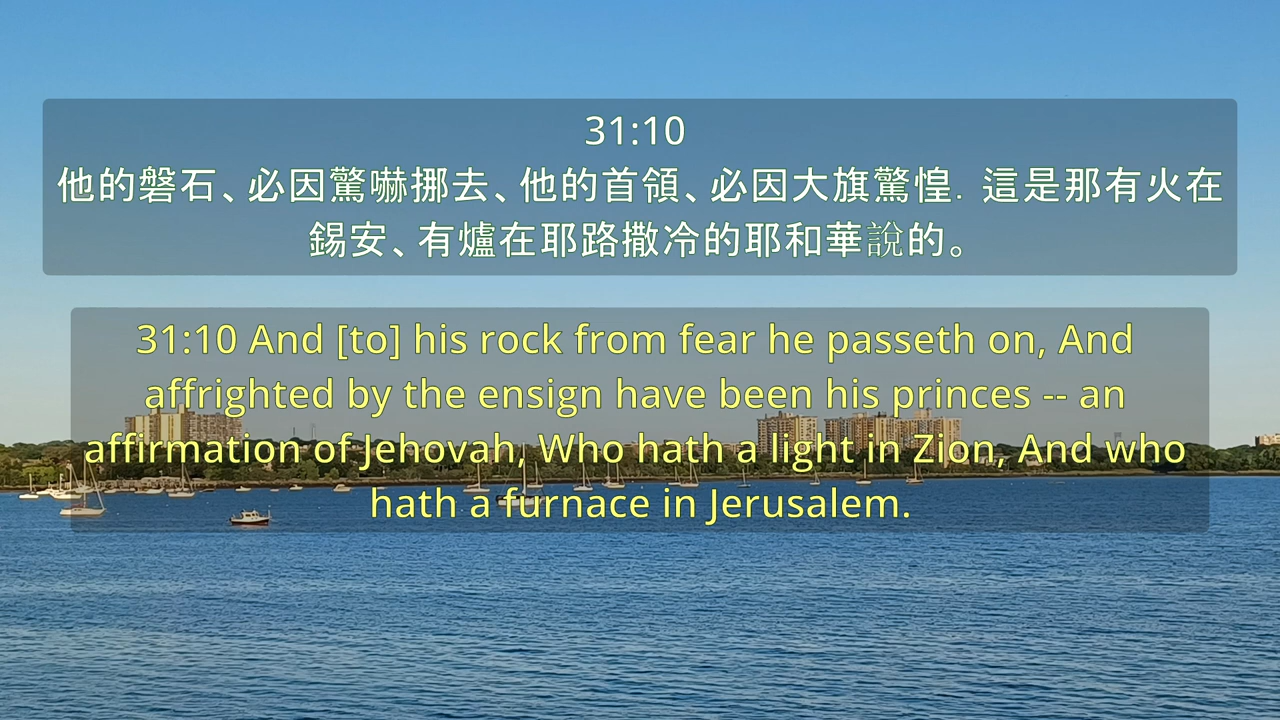 31:10
他的磐石、必因驚嚇挪去、他的首領、必因大旗驚惶．這是那有火在
錫安、有爐在耶路撒冷的耶和華說的。
31:10 And [to] his rock from fear he passeth on, And
affrighted by the ensign have been his princes -- an
affirmation of Jehovah, Who hath a light in Zion, And who
hath a furnace in Jerusalem.